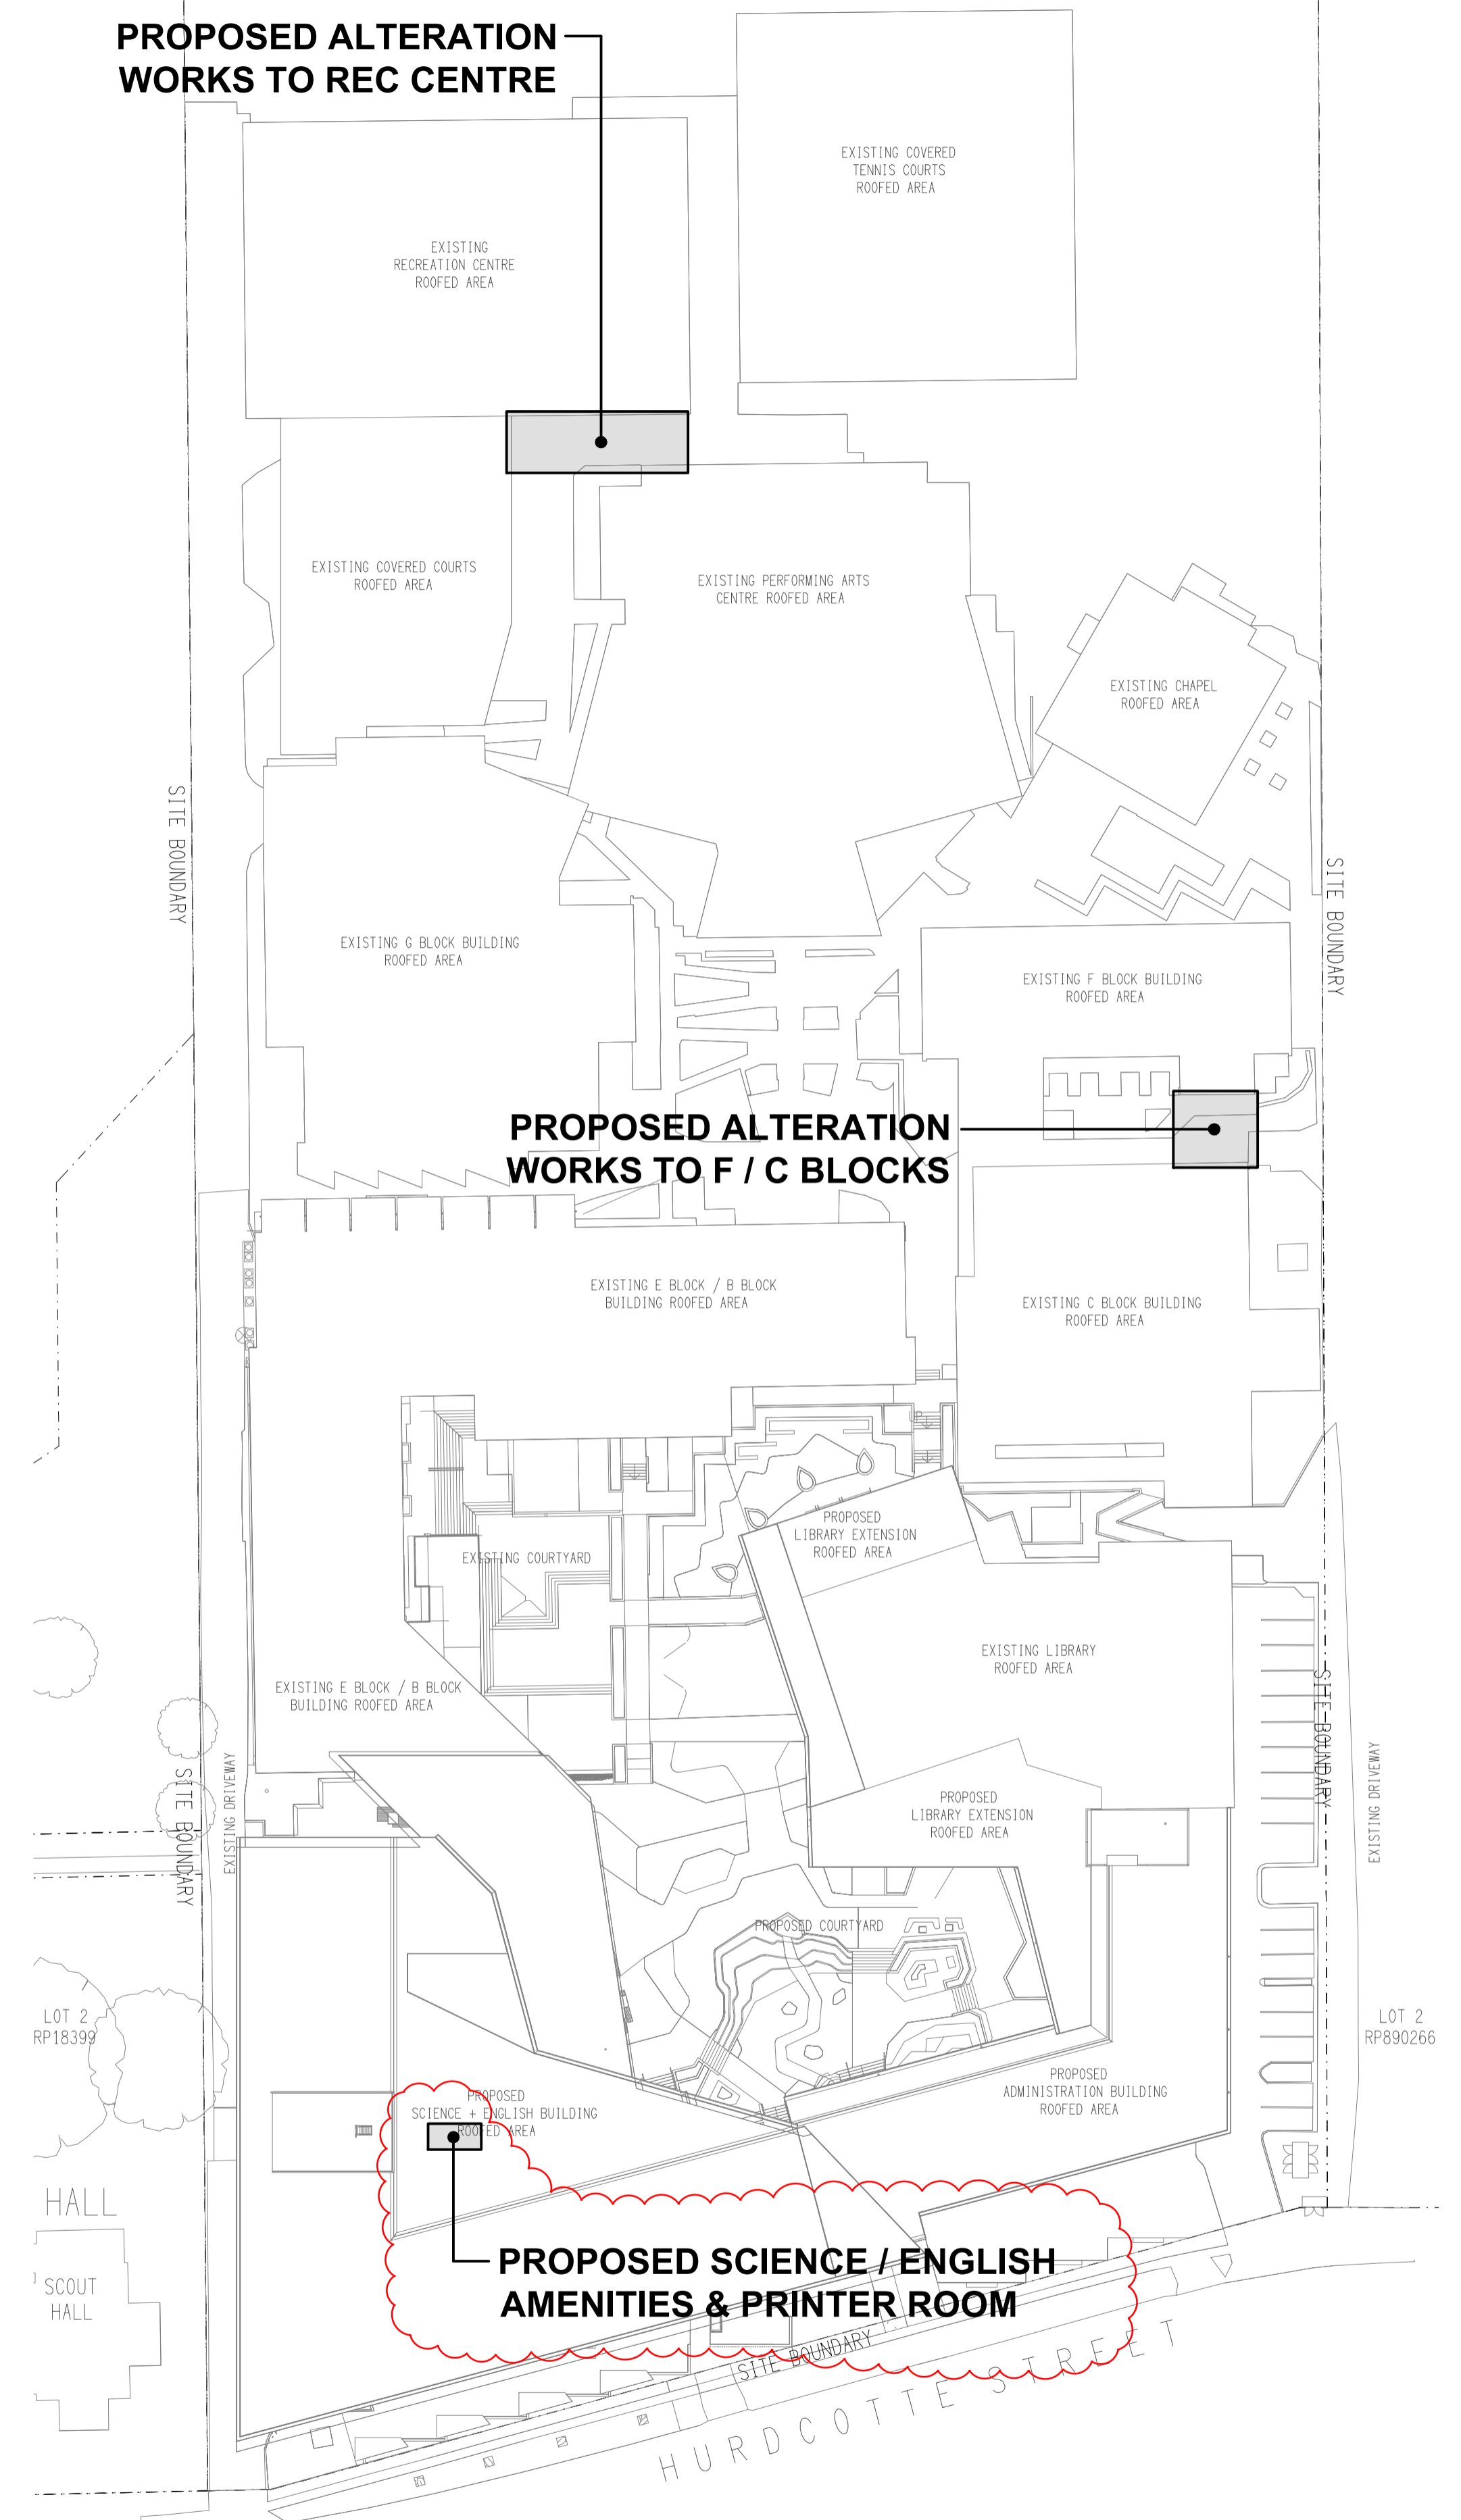 PROPOSED ALTERATION
WORKS TO REC CENTRE
EXISTING COVERED
TENNIS COURTS
ROOFED AREA
EXISTING
RECREATION CENTRE
ROOFED AREA
EXISTING COVERED COURTS
ROOFED AREA
EXISTING PERFORMING ARTS
CENTRE ROOFED AREA
EXISTING CHAPEL
ROOFED AREA
SITE BOUNDARY
SITE BOUNDARY
EXISTING G BLOCK BUILDING
ROOFED AREA
EXISTING F BLOCK BUILDING
ROOFED AREA
PROPOSED ALTERATION
WORKS TO F / C BLOCKS
EXISTING E BLOCK / B BLOCK
BUILDING ROOFED AREA
EXISTING C BLOCK BUILDING
ROOFED AREA
PROPOSED
LIBRARY EXTENSION
ROOFED AREA
EXISTING COURTYARD
EXISTING LIBRARY
ROOFED AREA
EXISTING E BLOCK / B BLOCK
BUILDING ROOFED AREA
SITE BOUNDARY
EXISTING DRIVEWAY
SITE BOUNDARY
EXISTING DRIVEWAY
PROPOSED
LIBRARY EXTENSION
ROOFED AREA
PROPOSED COURTYARD
LOT 2
RP18399
LOT 2
RP890266
PROPOSED
ADMINISTRATION BUILDING
ROOFED AREA
PROPOSED
SCIENCE + ENGLISH BUILDING
ROOFED AREA
HALL
PROPOSED SCIENCE / ENGLISH
AMENITIES & PRINTER ROOM
SCOUT
HALL
SITE BOUNDARY
HURDCOTTE STREET